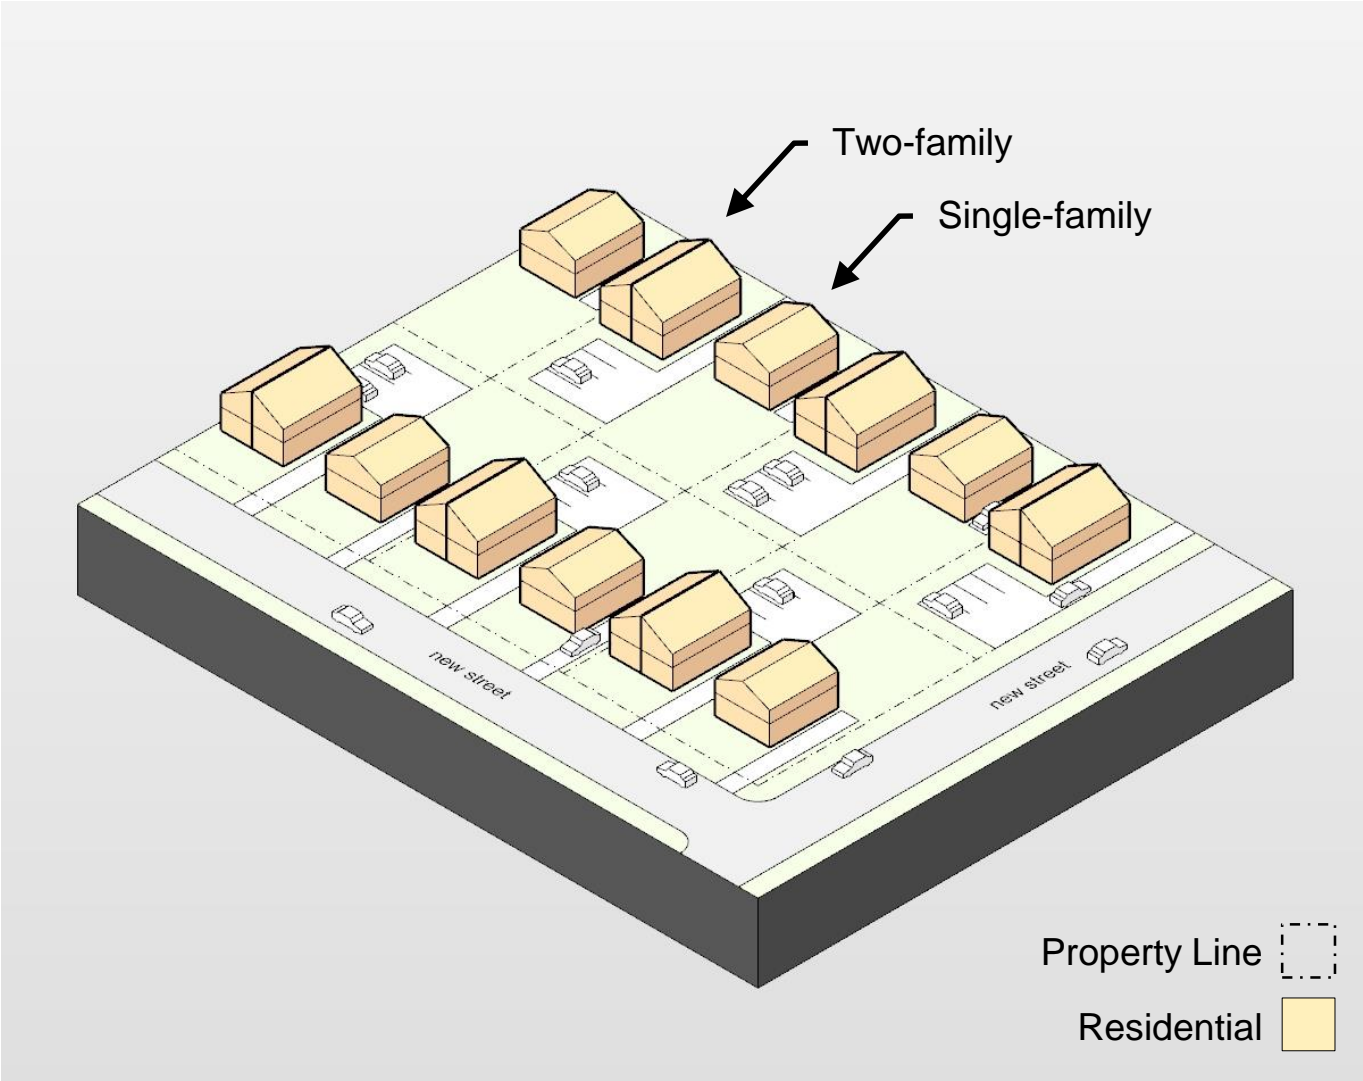 Two-family
Single-family
new street
new street
Property Line
Residential